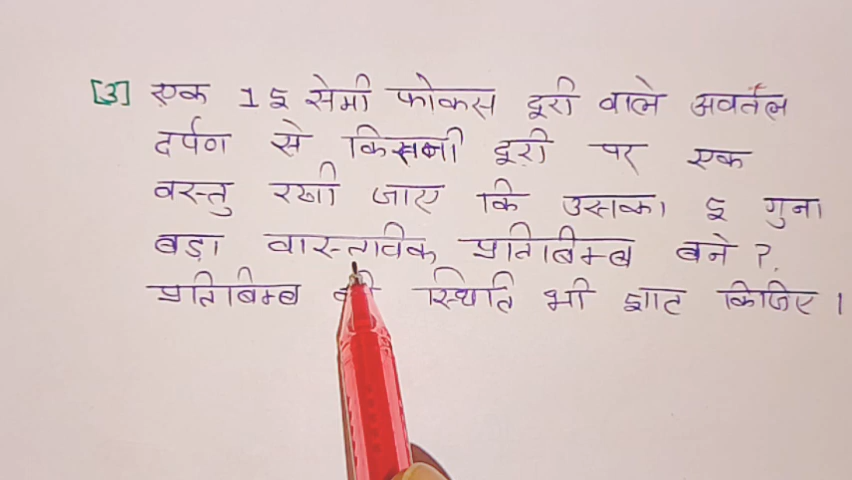 [3] एक 15 सेमी फोकस दूरी वाले अवतल
दर्पण से कितनी दूरी पर एक
वस्तु रखी जाए कि उसका 5 गुना
बड़ा वास्तविक प्रतिबिम्ब बने ?
प्रतिबिम्ब की स्थिति भी ज्ञात किजिए ।